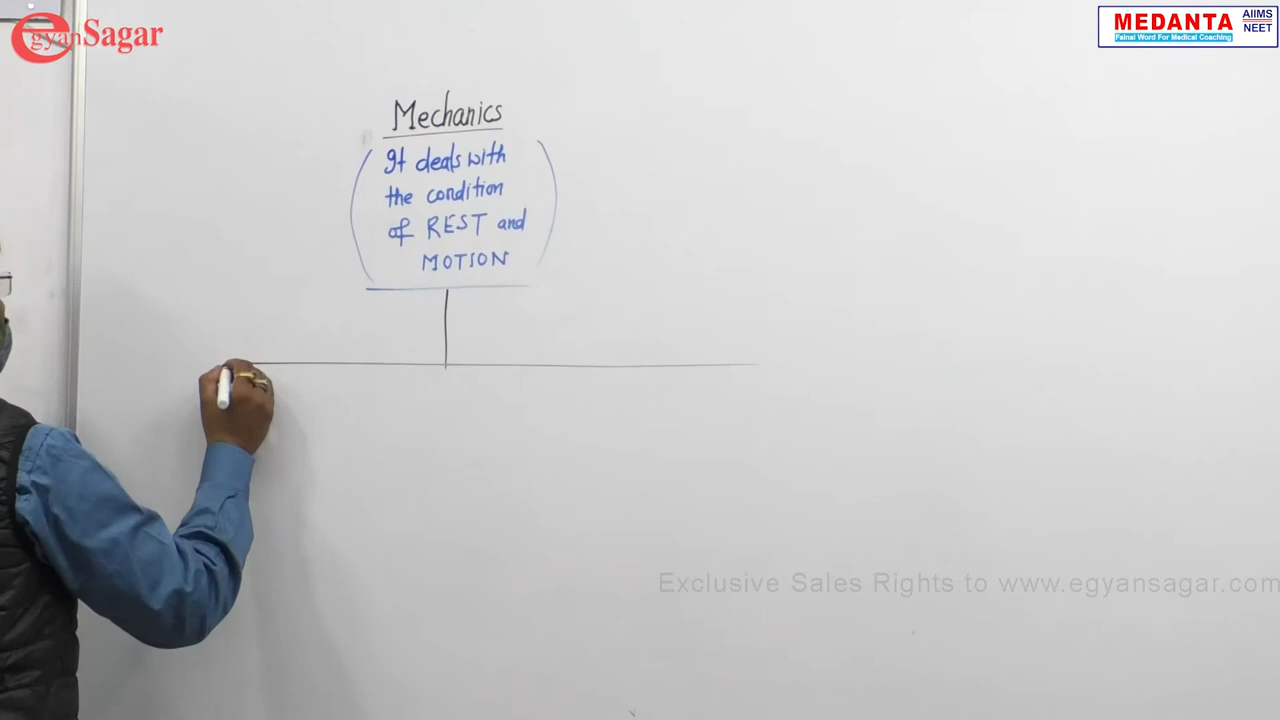 egyanSagar
MEDANTA
Fainal Word For Medical Coaching
AIIMS
NEET
Mechanics
It deals with
the condition
of REST and
MOTION
Exclusive Sales Rights to www.egyansagar.com